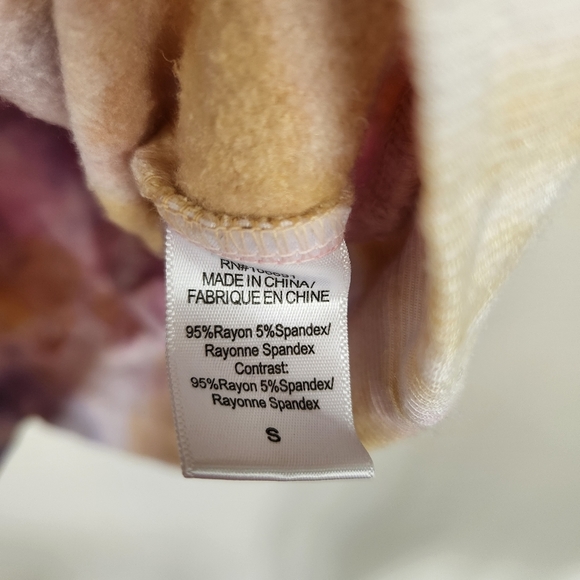 MADE IN CHINA/
FABRIQUE EN CHINE
95%Rayon 5%Spandex/
Rayonne Spandex
Contrast:
95%Rayon 5%Spandex/
Rayonne Spandex
S